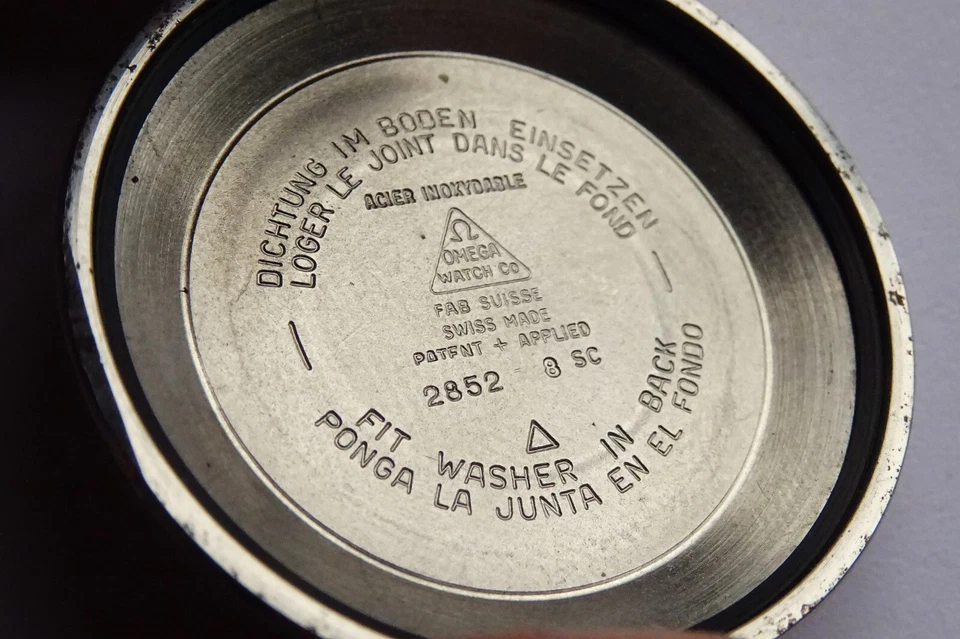 DICHTUNG IM BODEN EINSETZEN
LOGER LE JOINT DANS LE FOND
ACIER INOXYDABLE
Ω
OMEGA
WATCH CO
FAB SUISSE
SWISS MADE
PATENT + APPLIED
2852 8 SC
FIT WASHER IN BACK
PONGA LA JUNTA EN EL FONDO